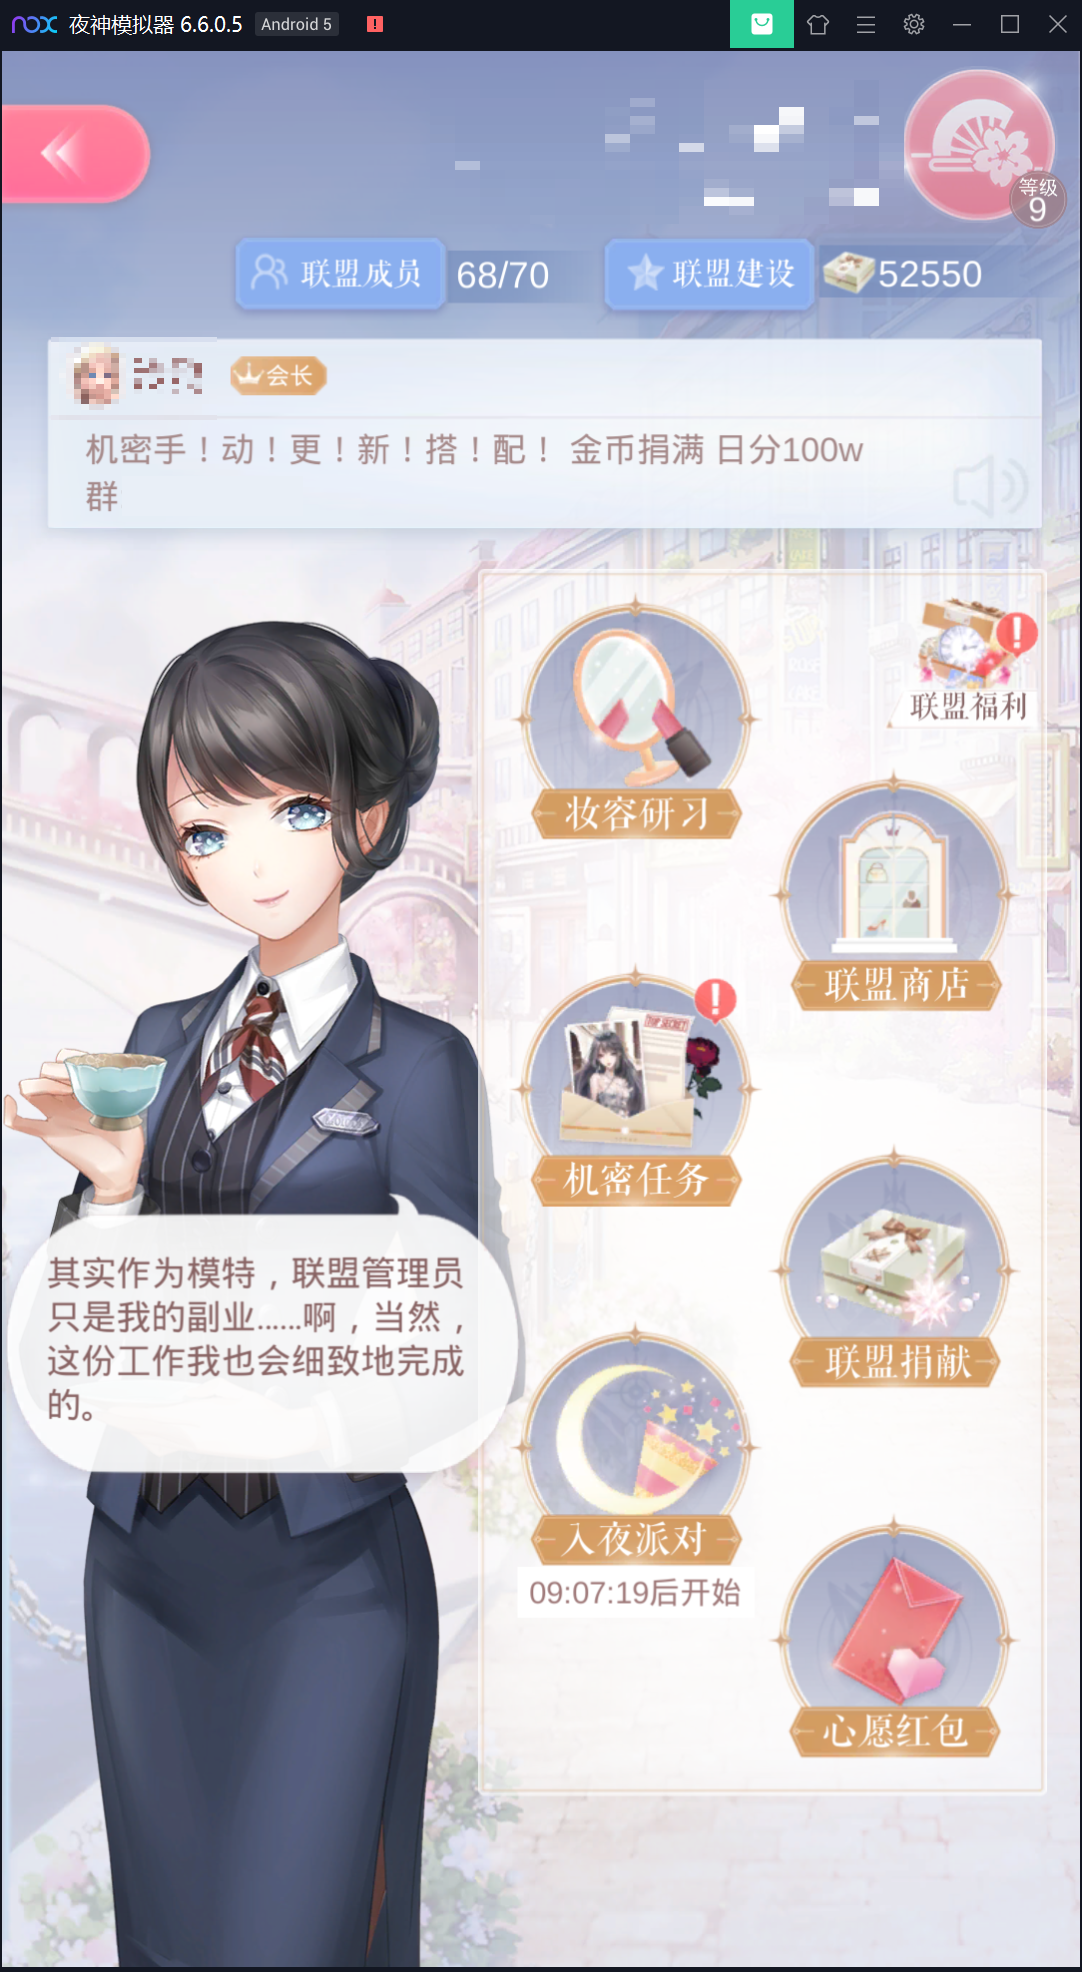 nox 夜神模拟器 6.6.0.5 Android 5
等级
9
联盟成员 68/70 联盟建设 52550
会长
机密手！动！更！新！搭！配！ 金币捐满 日分100w
群
联盟福利
妆容研习
联盟商店
TOP SECRET
机密任务
联盟捐献
其实作为模特，联盟管理员
只是我的副业......啊，当然，
这份工作我也会细致地完成
的。
入夜派对
09:07:19后开始
心愿红包